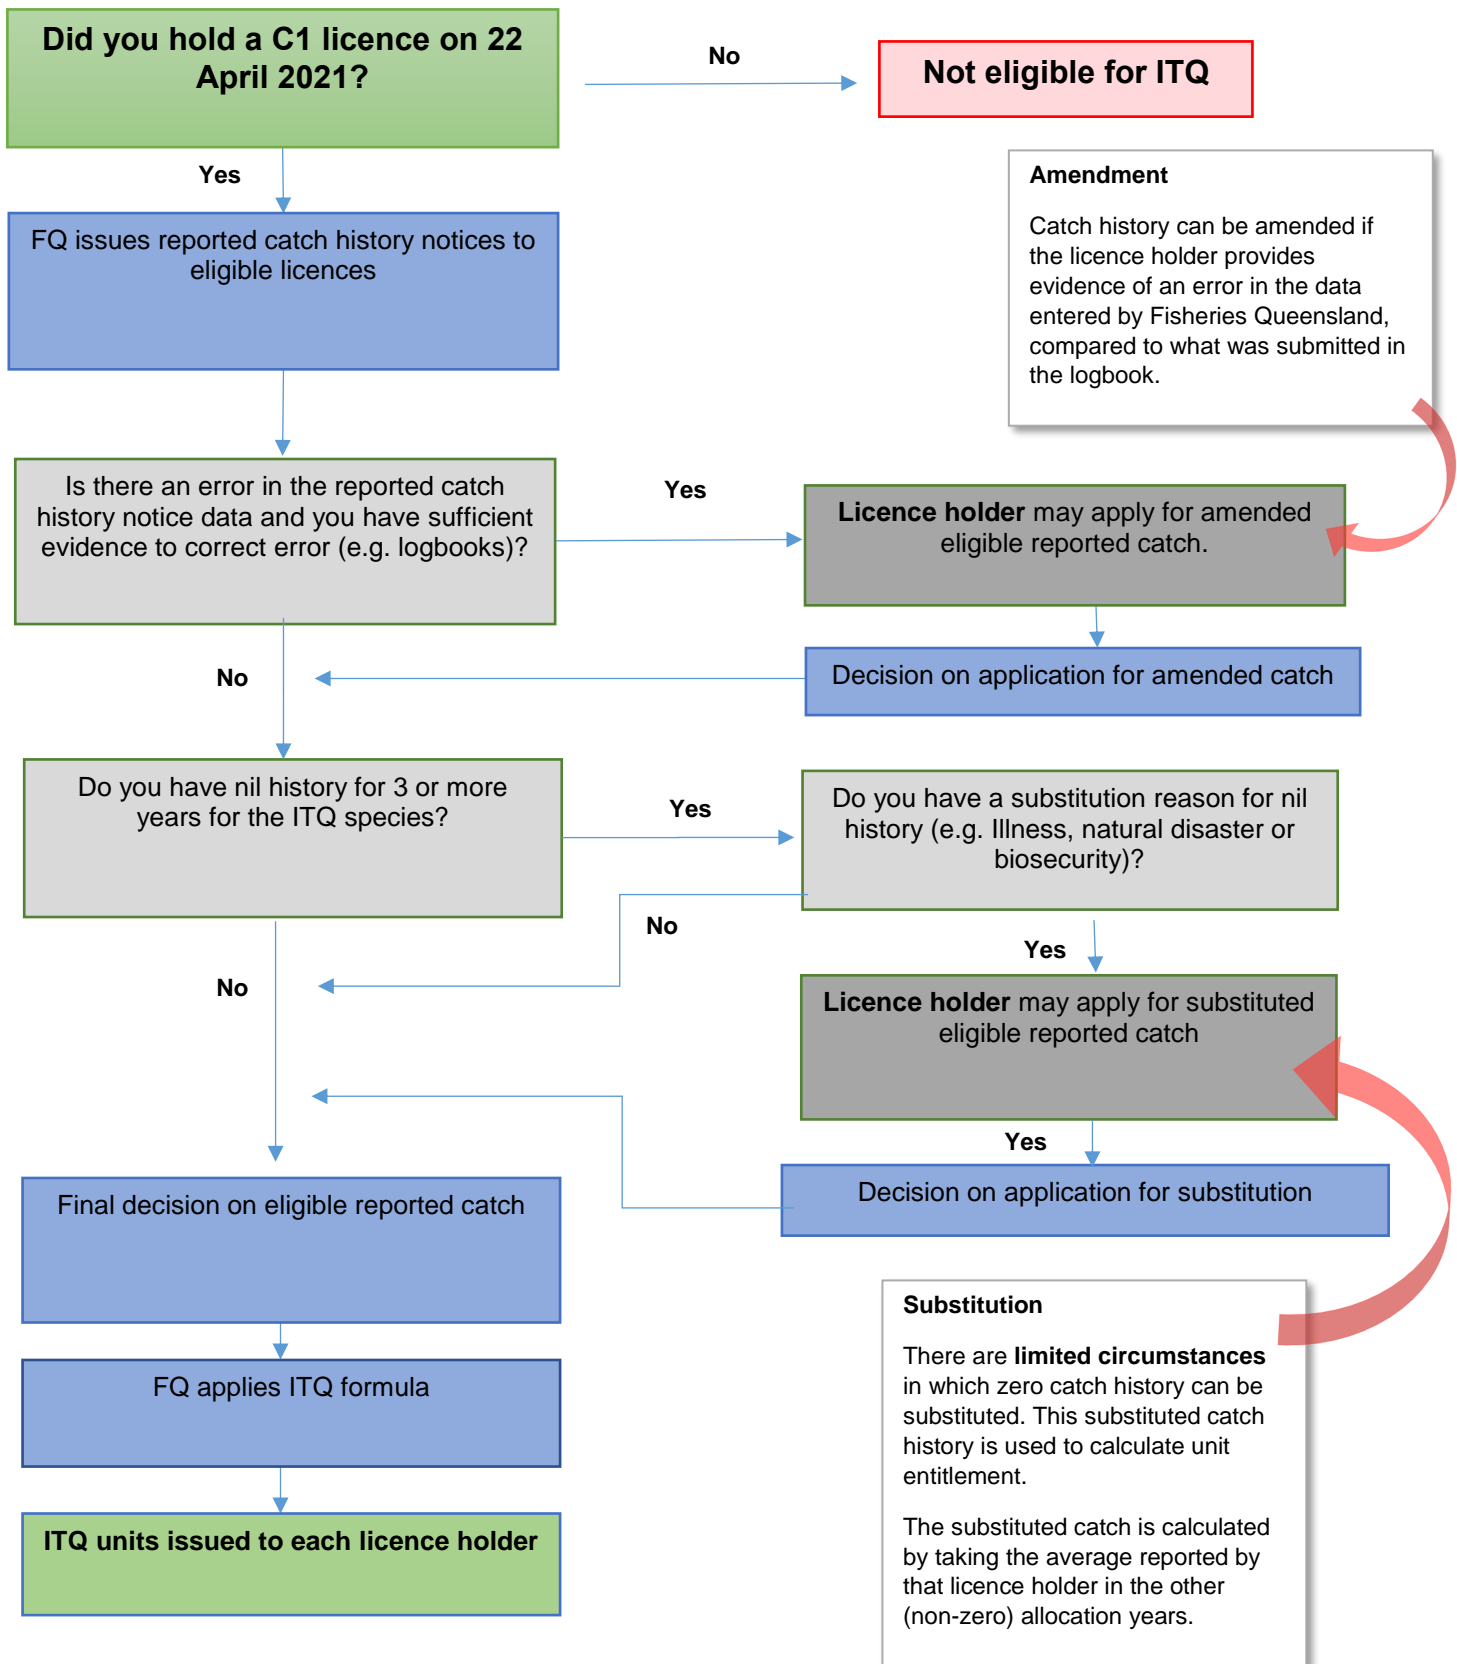 Did you hold a C1 licence on 22
April 2021?
No
Not eligible for ITQ
Yes
FQ issues reported catch history notices to
eligible licences
Amendment
Catch history can be amended if
the licence holder provides
evidence of an error in the data
entered by Fisheries Queensland,
compared to what was submitted in
the logbook.
Is there an error in the reported catch
history notice data and you have sufficient
evidence to correct error (e.g. logbooks)?
Yes
Licence holder may apply for amended
eligible reported catch.
No
Decision on application for amended catch
Do you have nil history for 3 or more
years for the ITQ species?
Yes
Do you have a substitution reason for nil
history (e.g. Illness, natural disaster or
biosecurity)?
No
Yes
No
Licence holder may apply for substituted
eligible reported catch
Yes
Final decision on eligible reported catch
Decision on application for substitution
FQ applies ITQ formula
ITQ units issued to each licence holder
Substitution
There are limited circumstances
in which zero catch history can be
substituted. This substituted catch
history is used to calculate unit
entitlement.
The substituted catch is calculated
by taking the average reported by
that licence holder in the other
(non-zero) allocation years.